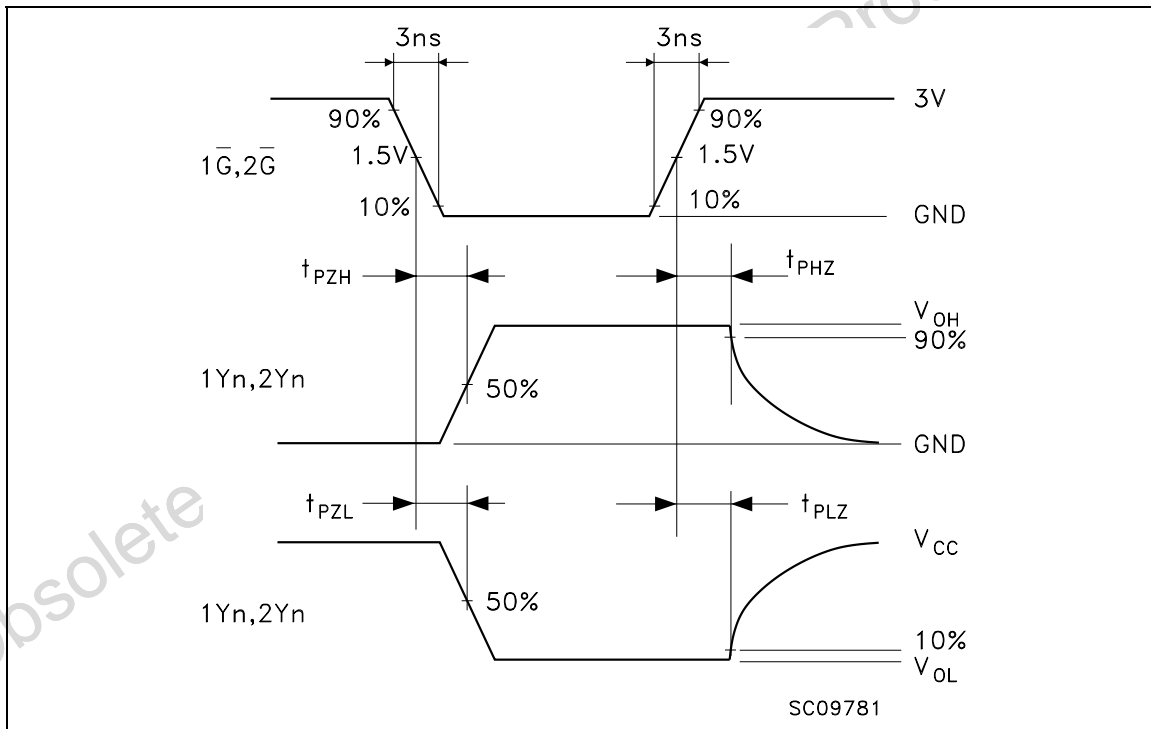 3ns 3ns
3V
90% 90%
1G̅,2G̅ 1.5V 1.5V
10% 10%
GND
tPZH tPHZ
VOH
90%
1Yn,2Yn 50%
GND
tPZL tPLZ
VCC
1Yn,2Yn 50%
10%
VOL
SC09781
Obsolete